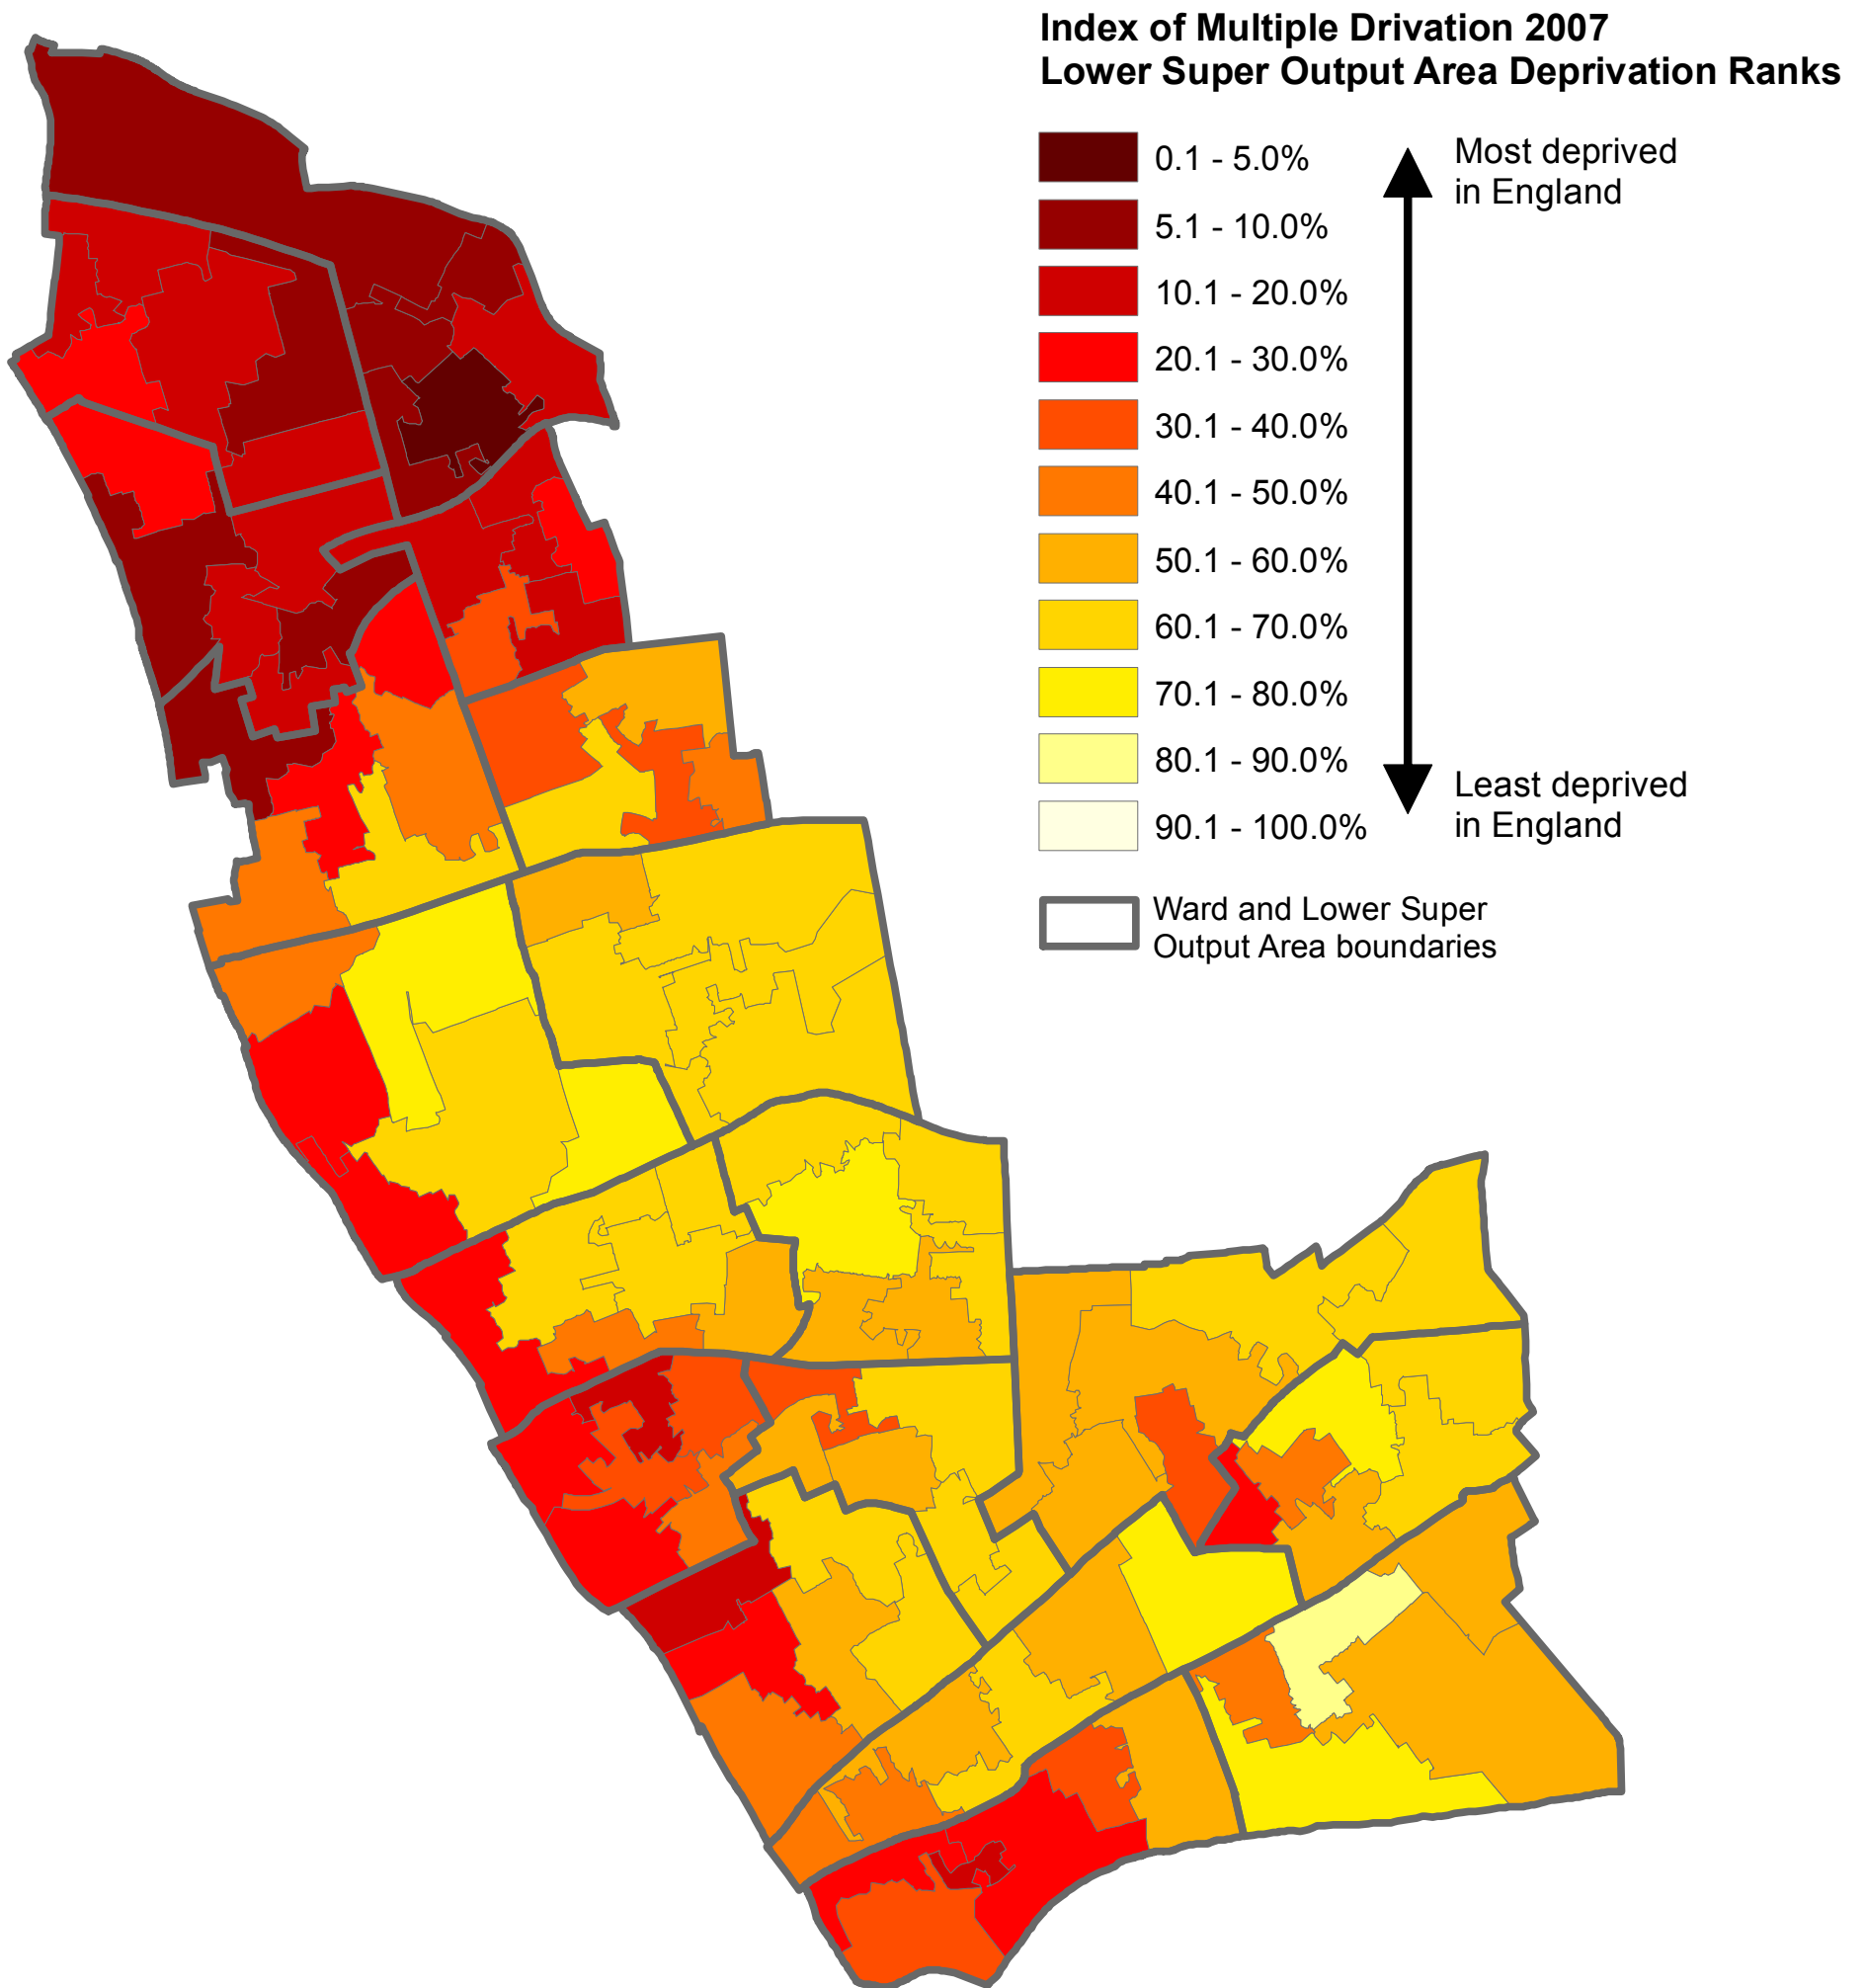 Index of Multiple Drivation 2007
Lower Super Output Area Deprivation Ranks
0.1 - 5.0%
5.1 - 10.0%
10.1 - 20.0%
20.1 - 30.0%
30.1 - 40.0%
40.1 - 50.0%
50.1 - 60.0%
60.1 - 70.0%
70.1 - 80.0%
80.1 - 90.0%
90.1 - 100.0%
Most deprived
in England
Least deprived
in England
Ward and Lower Super
Output Area boundaries